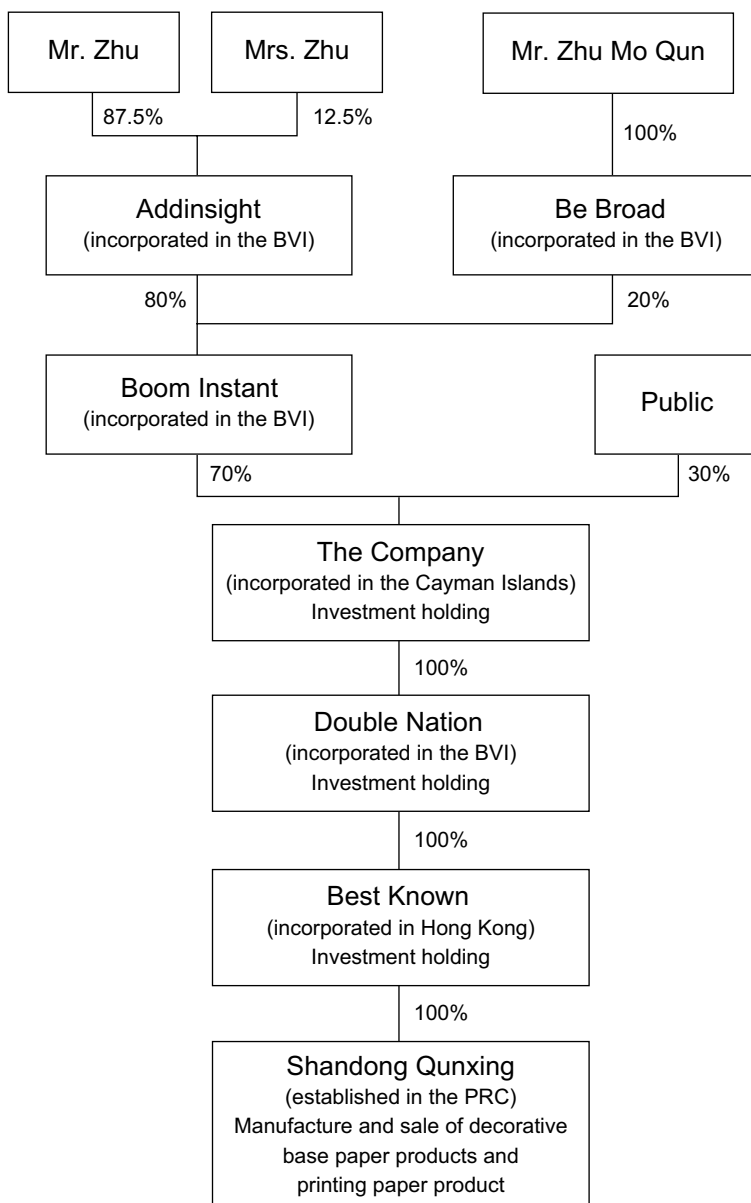 Mr. Zhu
Mrs. Zhu
Mr. Zhu Mo Qun
87.5%
12.5%
100%
Addinsight
(incorporated in the BVI)
Be Broad
(incorporated in the BVI)
80%
20%
Boom Instant
(incorporated in the BVI)
Public
70%
30%
The Company
(incorporated in the Cayman Islands)
Investment holding
100%
Double Nation
(incorporated in the BVI)
Investment holding
100%
Best Known
(incorporated in Hong Kong)
Investment holding
100%
Shandong Qunxing
(established in the PRC)
Manufacture and sale of decorative
base paper products and
printing paper product